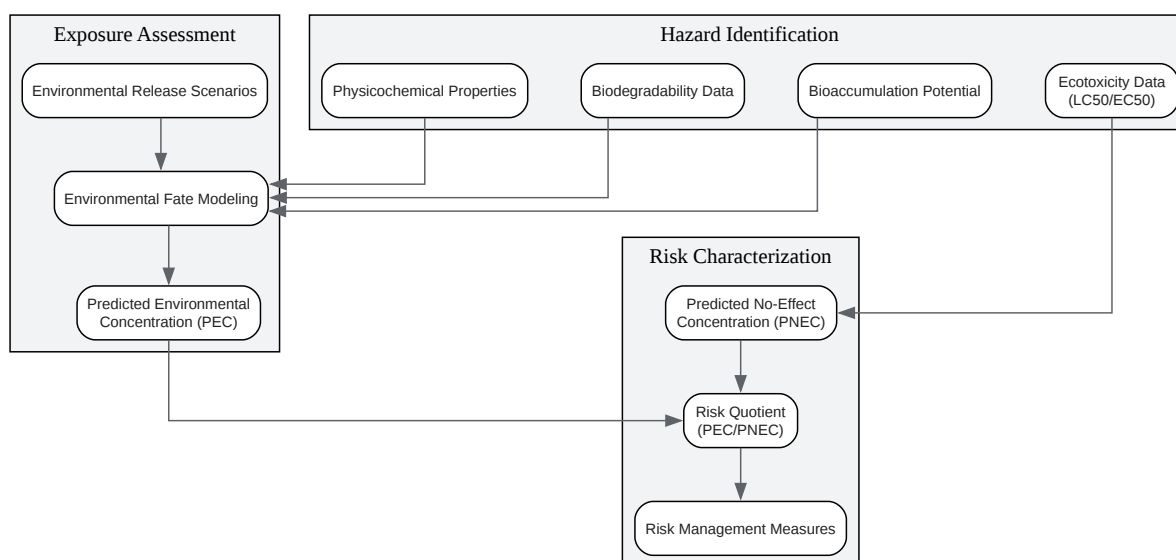 Exposure Assessment
Environmental Release Scenarios
Environmental Fate Modeling
Predicted Environmental
Concentration (PEC)
Hazard Identification
Physicochemical Properties
Biodegradability Data
Bioaccumulation Potential
Ecotoxicity Data
(LC50/EC50)
Risk Characterization
Predicted No-Effect
Concentration (PNEC)
Risk Quotient
(PEC/PNEC)
Risk Management Measures